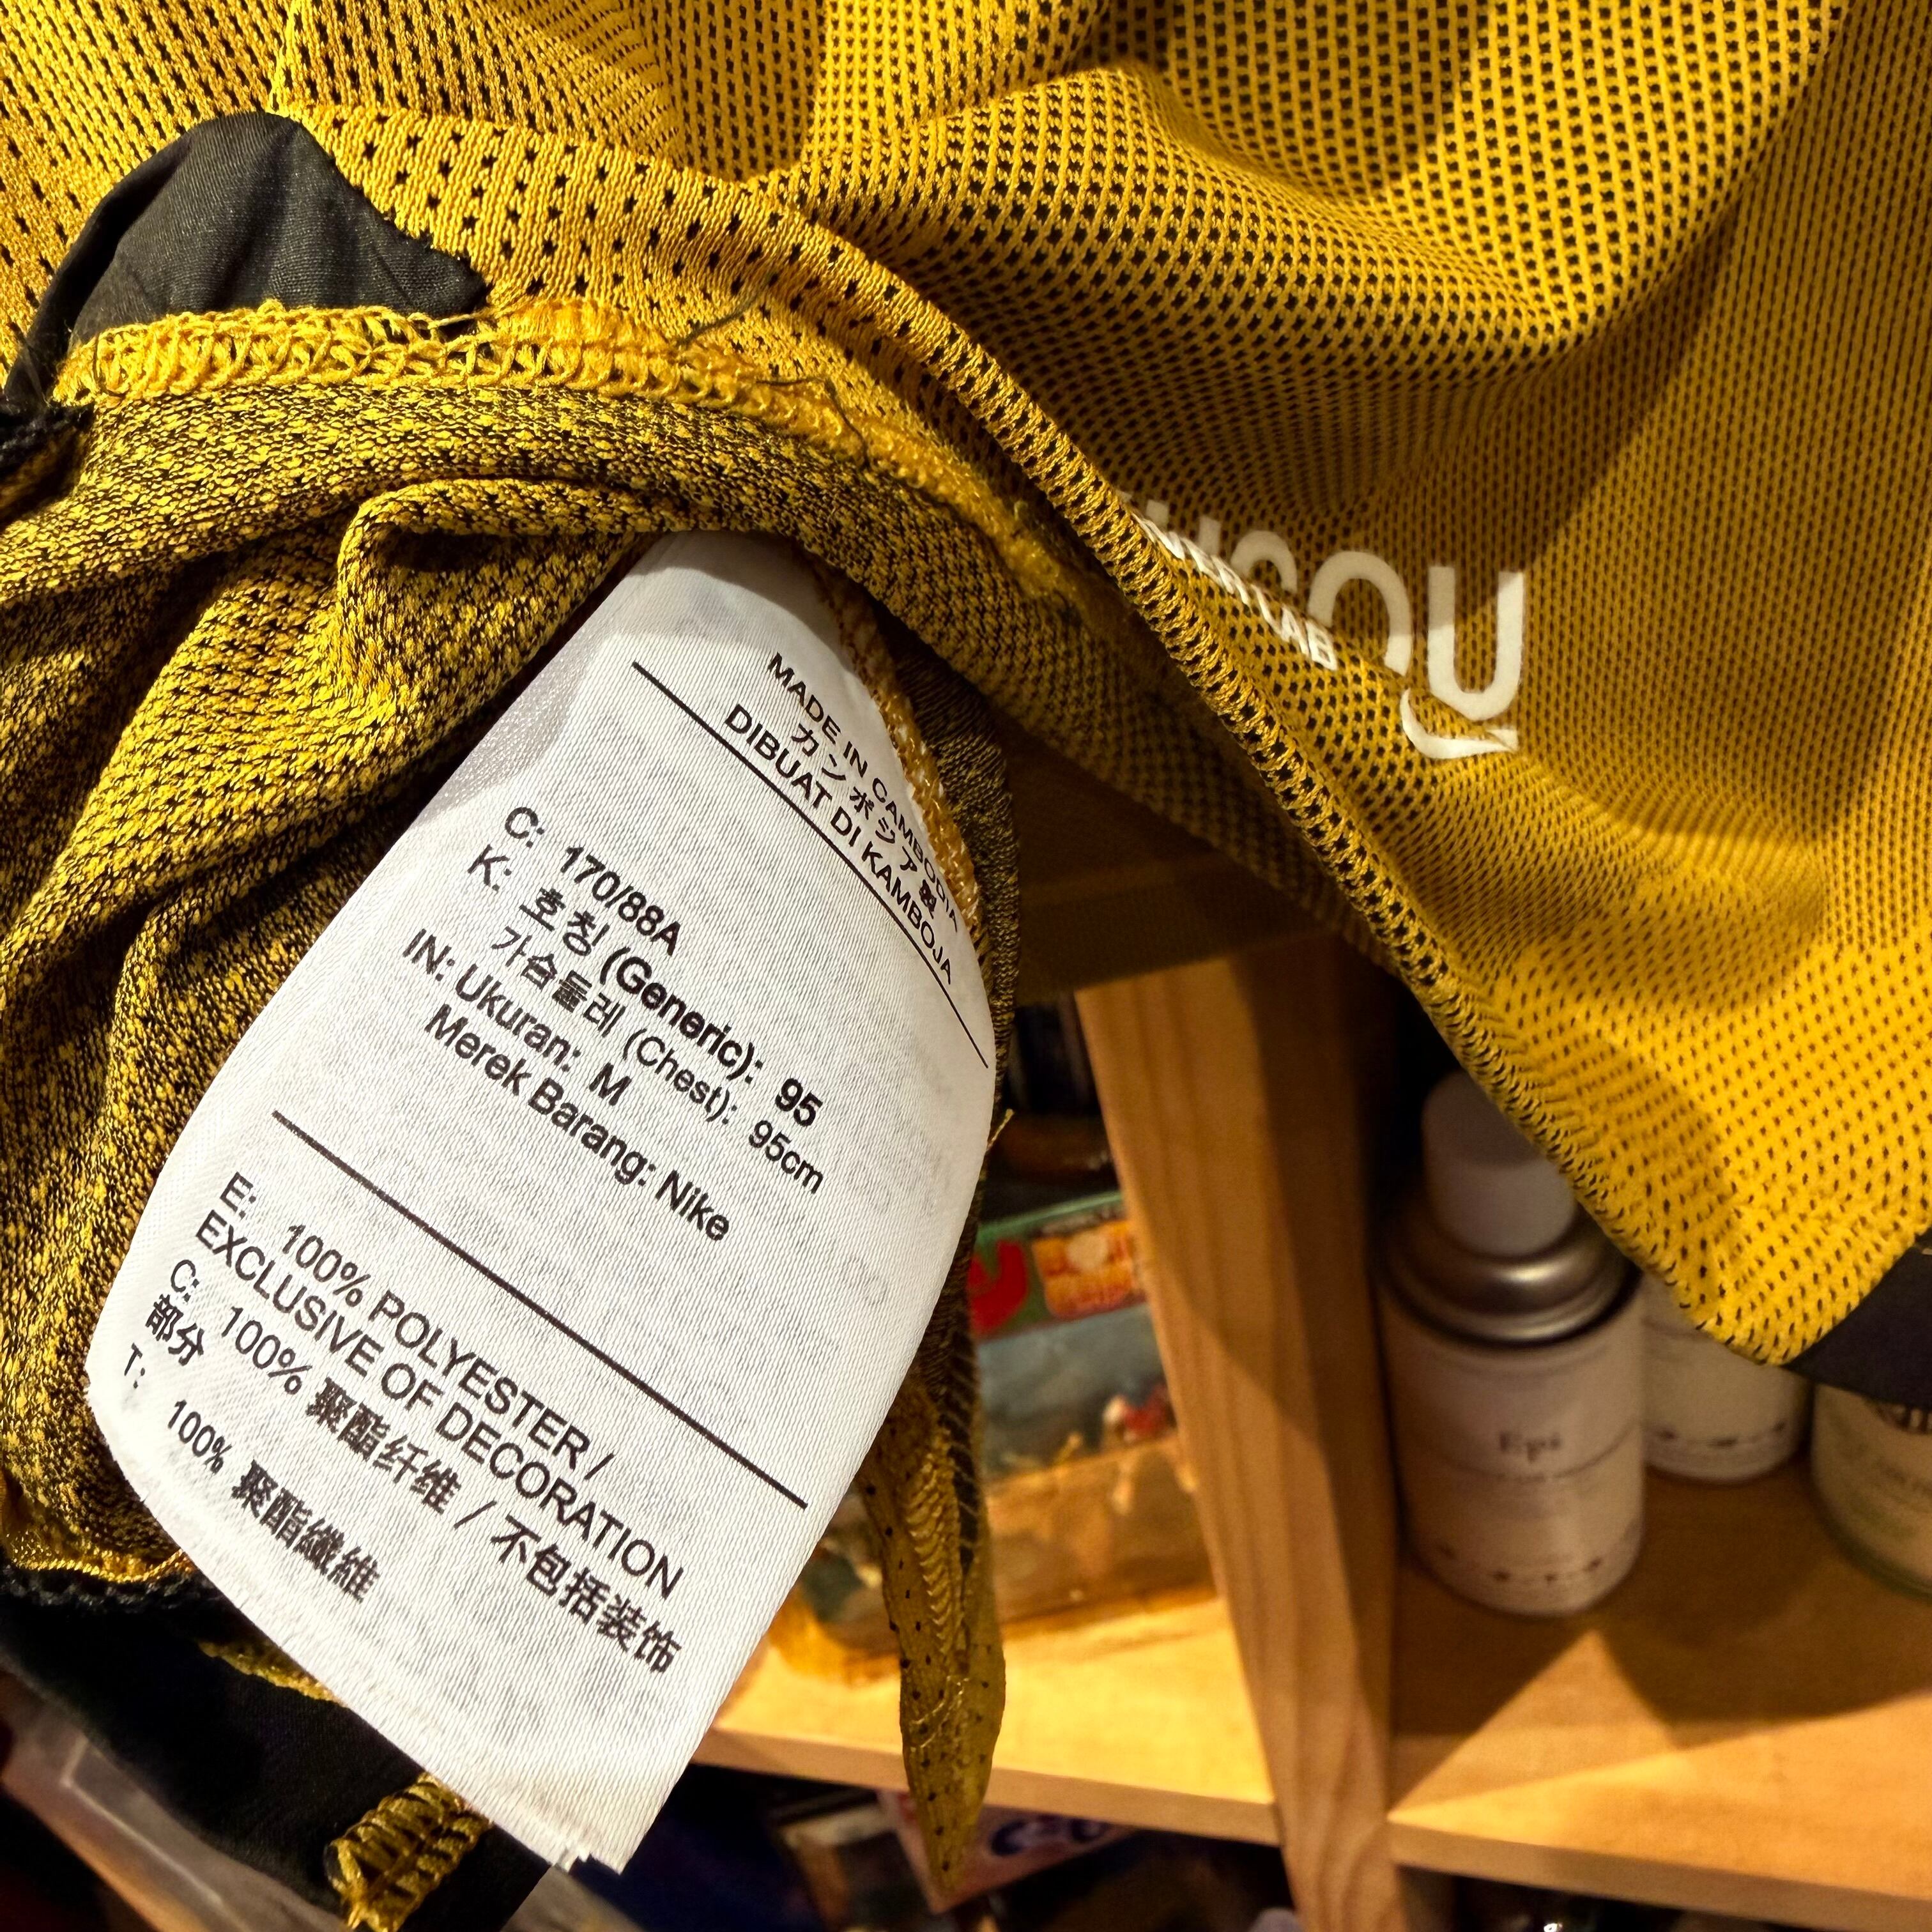 MADE IN CAMBODIA
カンボジア製
DIBUAT DI KAMBOJA
C: 170/88A
K: 호칭 (Generic): 95
가슴둘레 (Chest): 95cm
IN: Ukuran: M
Merek Barang: Nike
E: 100% POLYESTER /
EXCLUSIVE OF DECORATION
C: 100% 聚酯纤维 / 不包括装饰
部分
T: 100% 聚酯纖維
LAB
Epi